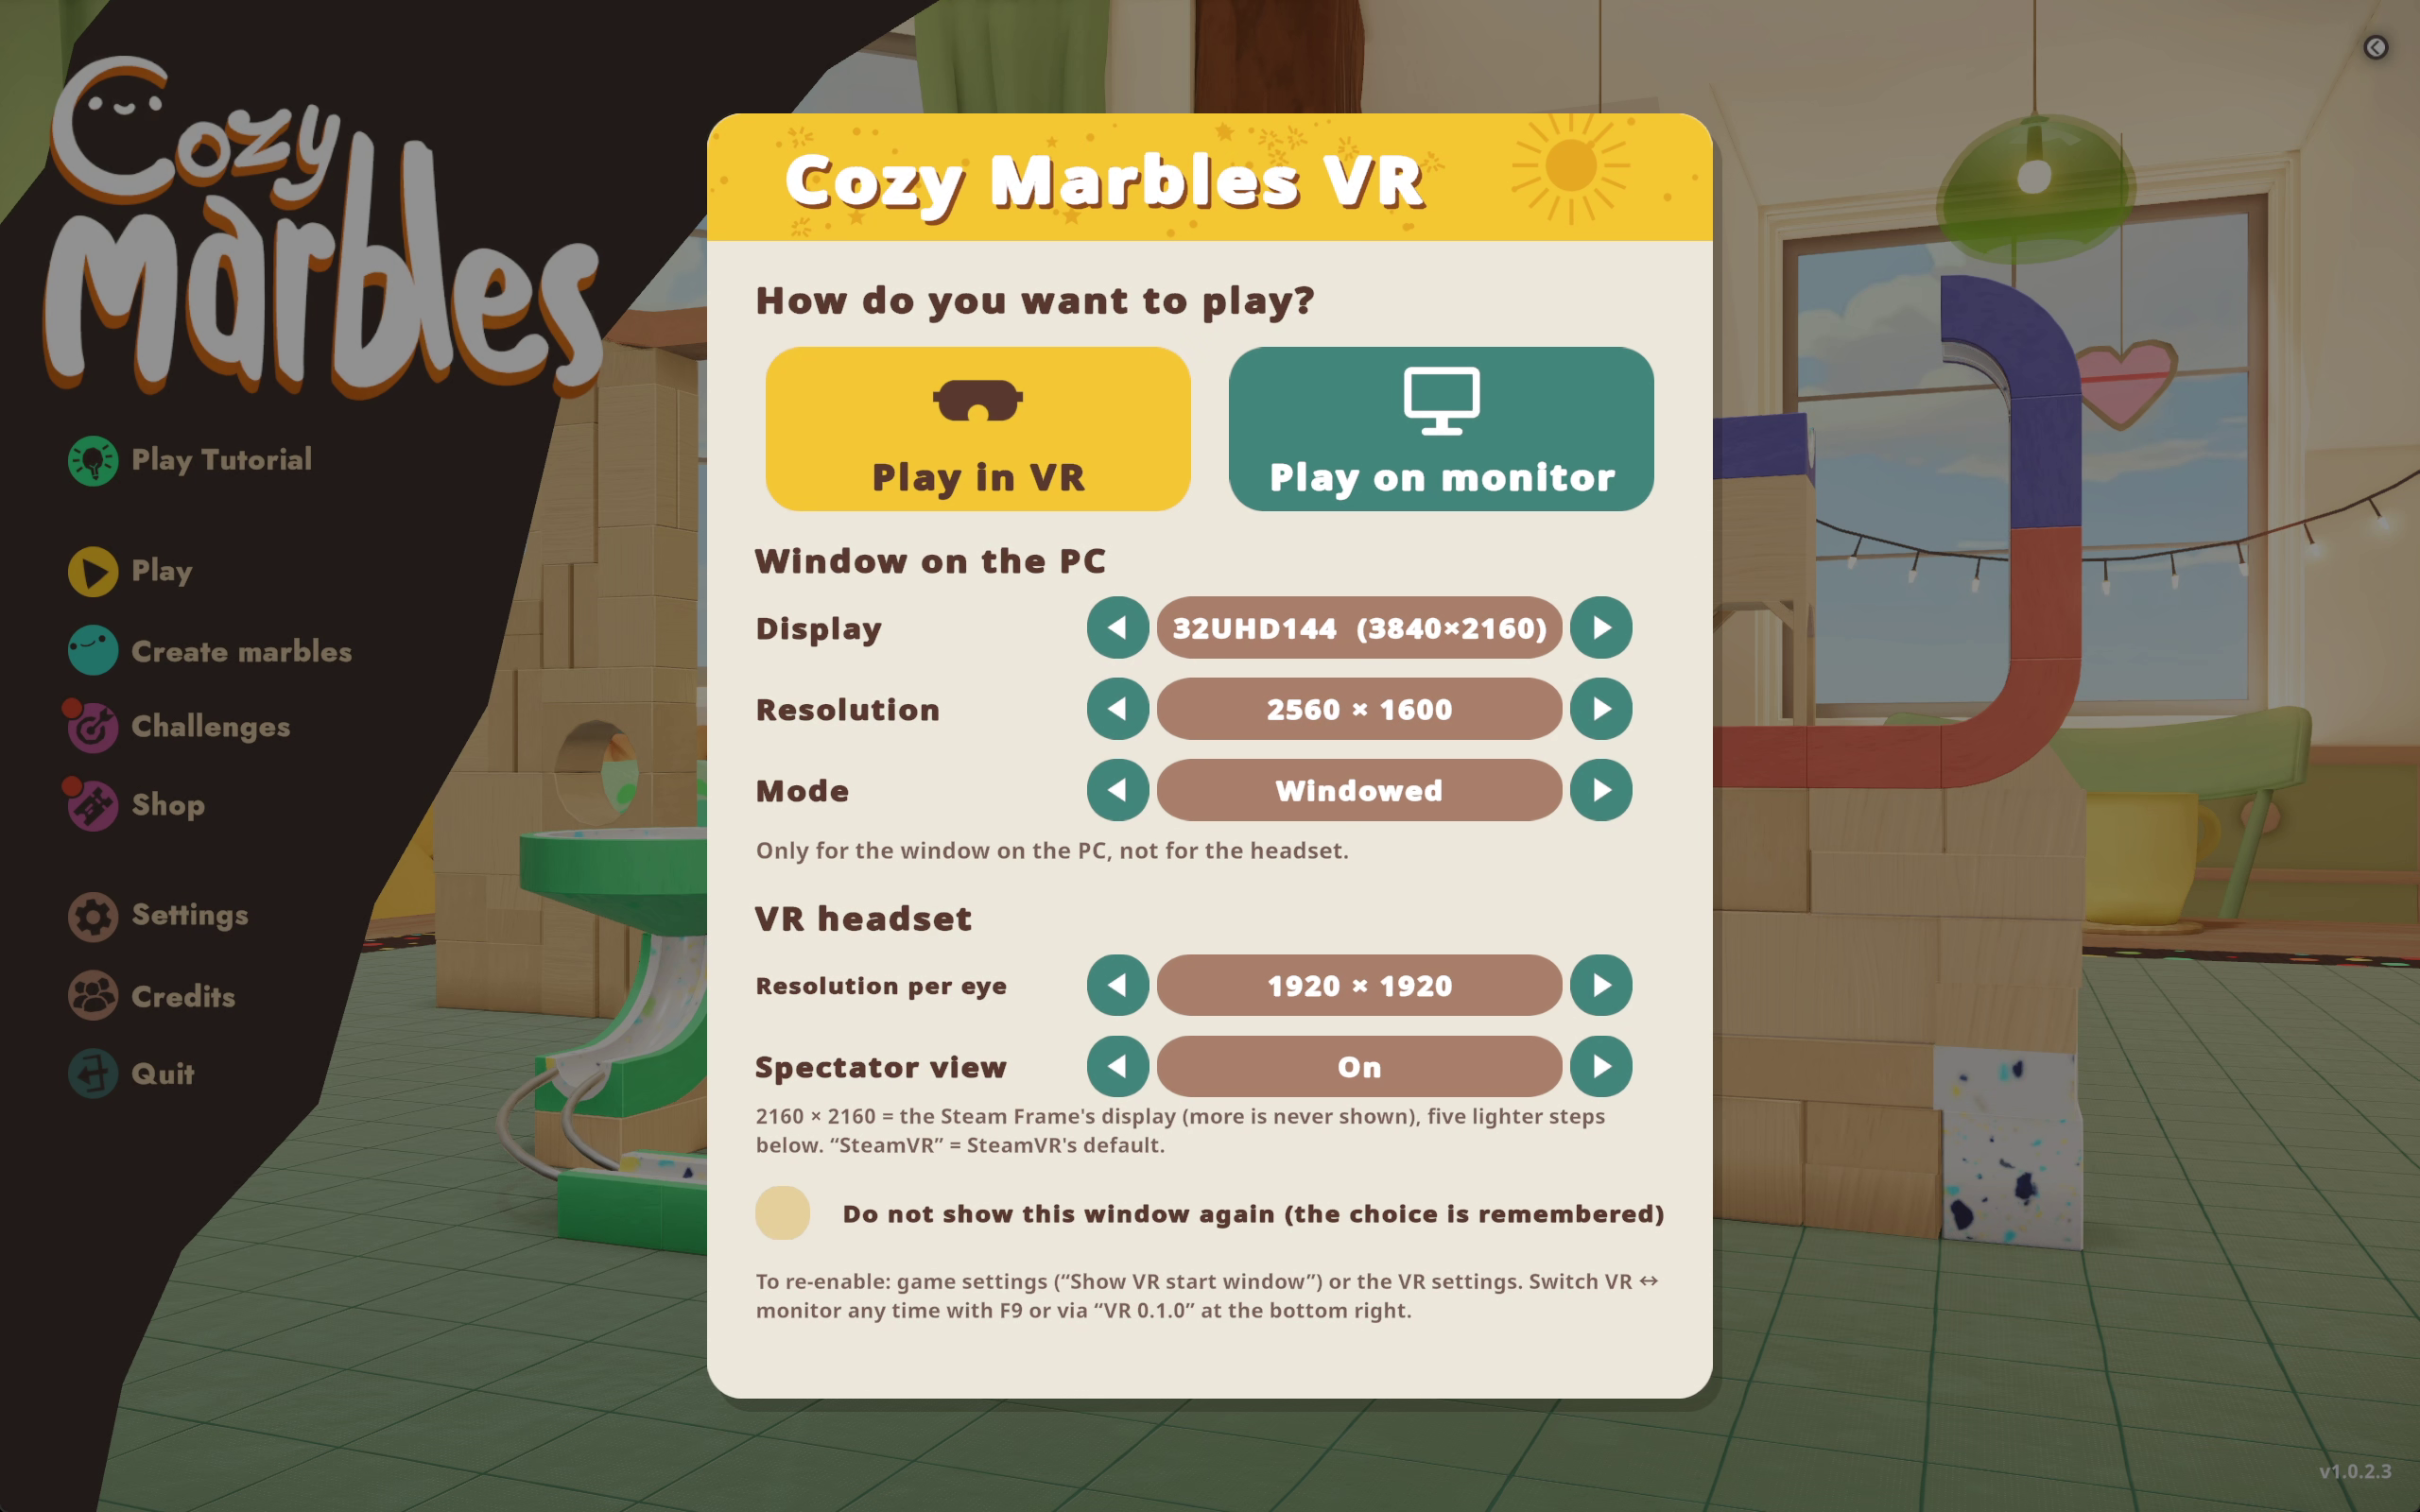 Cozy
Marbles
Play Tutorial
Play
Create marbles
Challenges
Shop
Settings
Credits
Quit
Cozy Marbles VR
How do you want to play?
Play in VR
Play on monitor
Window on the PC
Display
32UHD144 (3840×2160)
Resolution
2560 × 1600
Mode
Windowed
Only for the window on the PC, not for the headset.
VR headset
Resolution per eye
1920 × 1920
Spectator view
On
2160 × 2160 = the Steam Frame's display (more is never shown), five lighter steps
below. “SteamVR” = SteamVR's default.
Do not show this window again (the choice is remembered)
To re-enable: game settings (“Show VR start window”) or the VR settings. Switch VR ↔
monitor any time with F9 or via “VR 0.1.0” at the bottom right.
v1.0.2.3